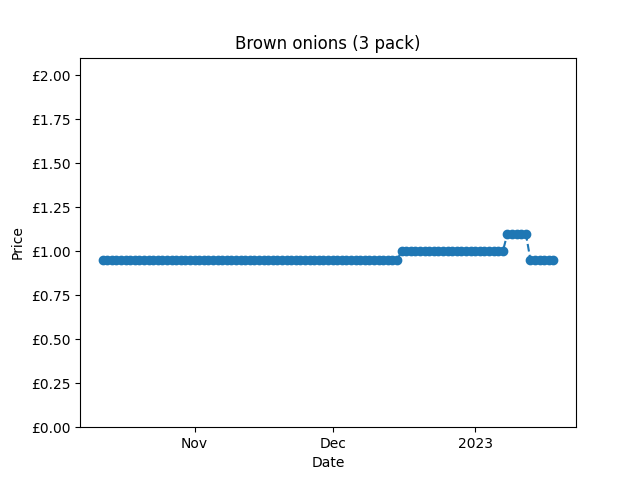 Brown onions (3 pack)
£2.00
£1.75
£1.50
£1.25
£1.00
£0.75
£0.50
£0.25
£0.00
Price
Nov
Dec
2023
Date